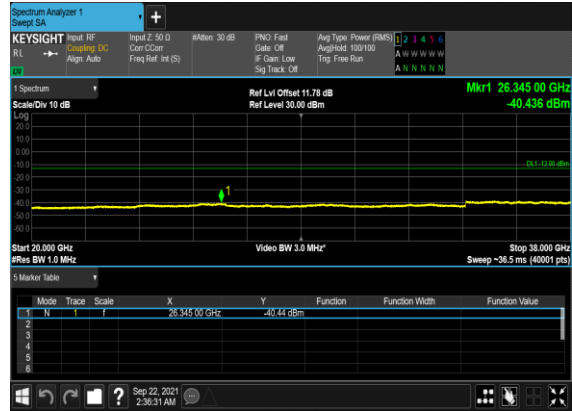 Spectrum Analyzer 1
Swept SA
+
KEYSIGHT Input: RF Input Z: 50 Ω #Atten: 30 dB PNO: Fast Avg Type: Power (RMS) 1 2 3 4 5 6
RL Coupling: DC Corr CCorr Gate: Off Avg|Hold: 100/100 A W W W W W
Align: Auto Freq Ref: Int (S) IF Gain: Low Trig: Free Run
Sig Track: Off A N N N N N
1 Spectrum Ref Lvl Offset 11.78 dB Mkr1 26.345 00 GHz
Scale/Div 10 dB Ref Level 30.00 dBm -40.436 dBm
Log
20.0
10.0
0.00
-10.0 DL1 -13.00 dBm
-20.0
-30.0
-40.0
-50.0
-60.0
1
Start 20.000 GHz Video BW 3.0 MHz* Stop 38.000 GHz
#Res BW 1.0 MHz Sweep ~36.5 ms (40001 pts)
5 Marker Table
Mode Trace Scale X Y Function Function Width Function Value
1 N 1 f 26.345 00 GHz -40.44 dBm
2
3
4
5
6
? Sep 22, 2021
2:36:31 AM